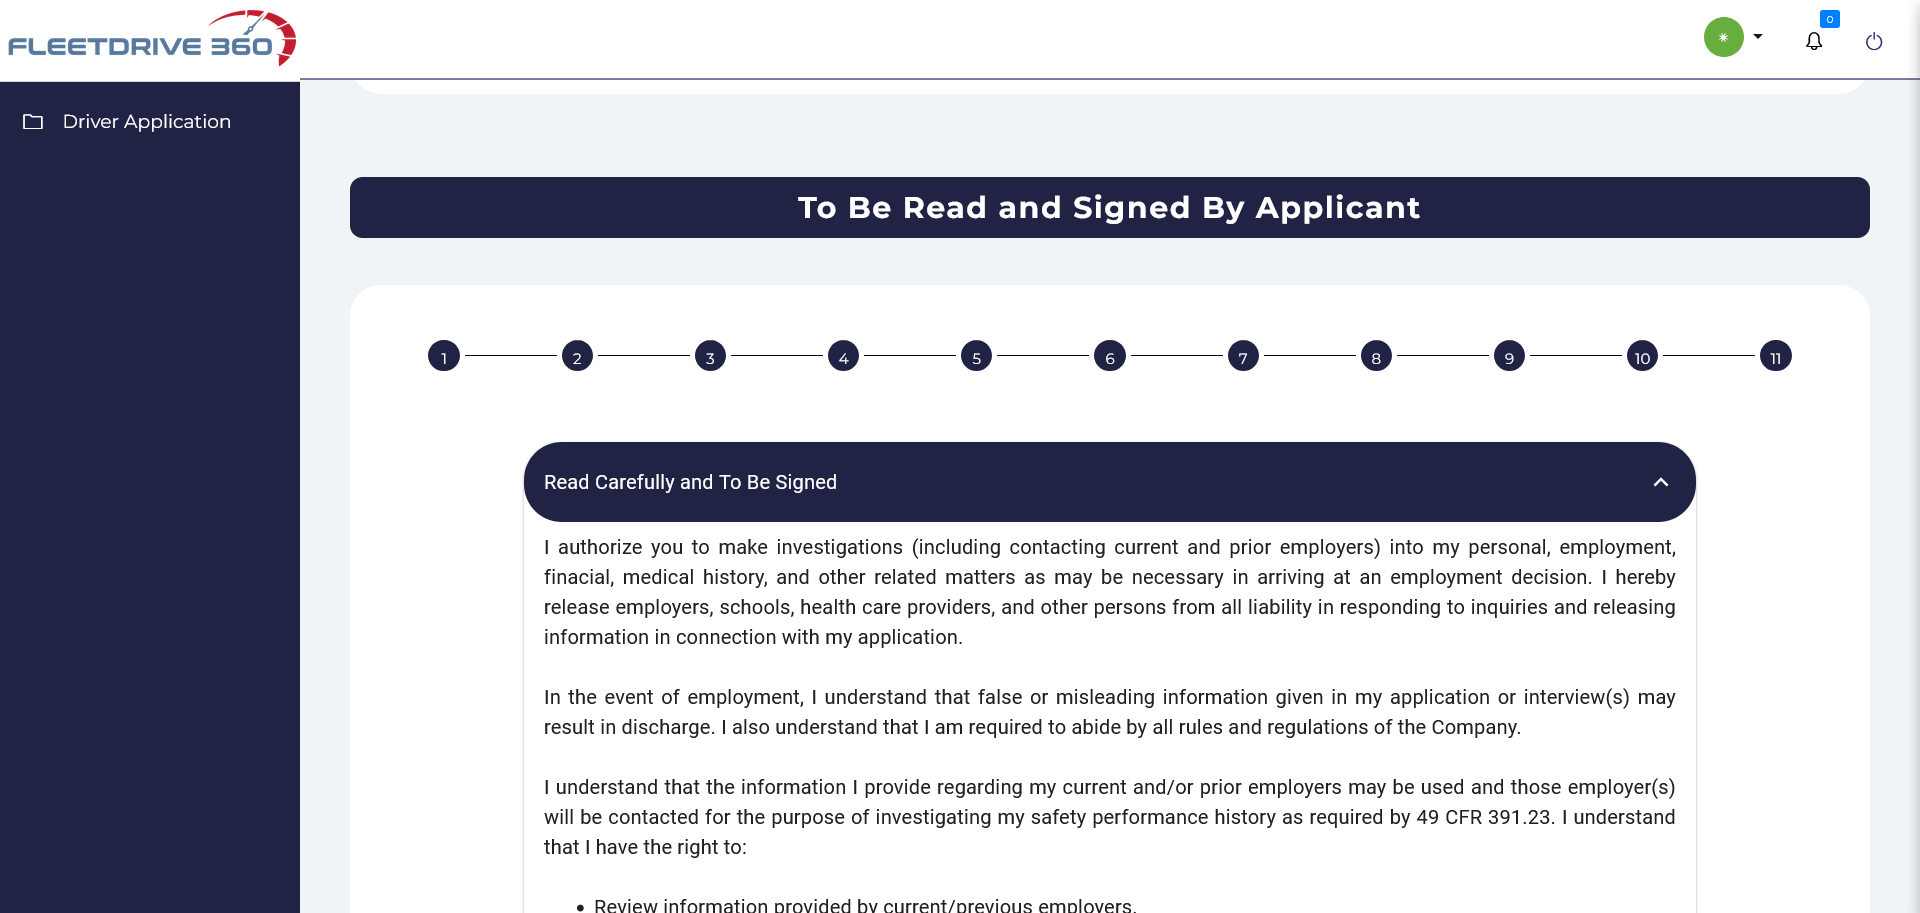 FLEETDRIVE 360
0
Driver Application
To Be Read and Signed By Applicant
1 2 3 4 5 6 7 8 9 10 11
Read Carefully and To Be Signed
I authorize you to make investigations (including contacting current and prior employers) into my personal, employment,
finacial, medical history, and other related matters as may be necessary in arriving at an employment decision. I hereby
release employers, schools, health care providers, and other persons from all liability in responding to inquiries and releasing
information in connection with my application.
In the event of employment, I understand that false or misleading information given in my application or interview(s) may
result in discharge. I also understand that I am required to abide by all rules and regulations of the Company.
I understand that the information I provide regarding my current and/or prior employers may be used and those employer(s)
will be contacted for the purpose of investigating my safety performance history as required by 49 CFR 391.23. I understand
that I have the right to:
• Review information provided by current/previous employers.